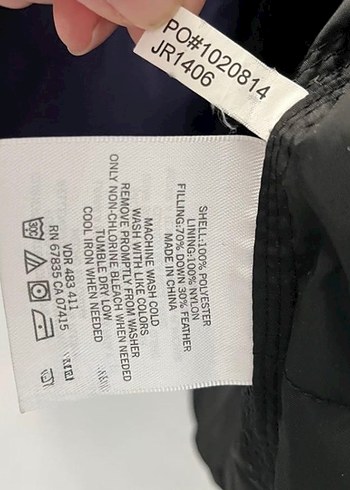 PO#1020814
JR1406
SHELL:100% POLYESTER
LINING:100% NYLON
FILLING:70% DOWN 30% FEATHER
MADE IN CHINA
MACHINE WASH COLD
WASH WITH LIKE COLORS
REMOVE PROMPTLY FROM WASHER
ONLY NON-CHLORINE BLEACH WHEN NEEDED
TUMBLE DRY LOW
COOL IRON WHEN NEEDED
VDR 483 411
RN 67835 CA 07415